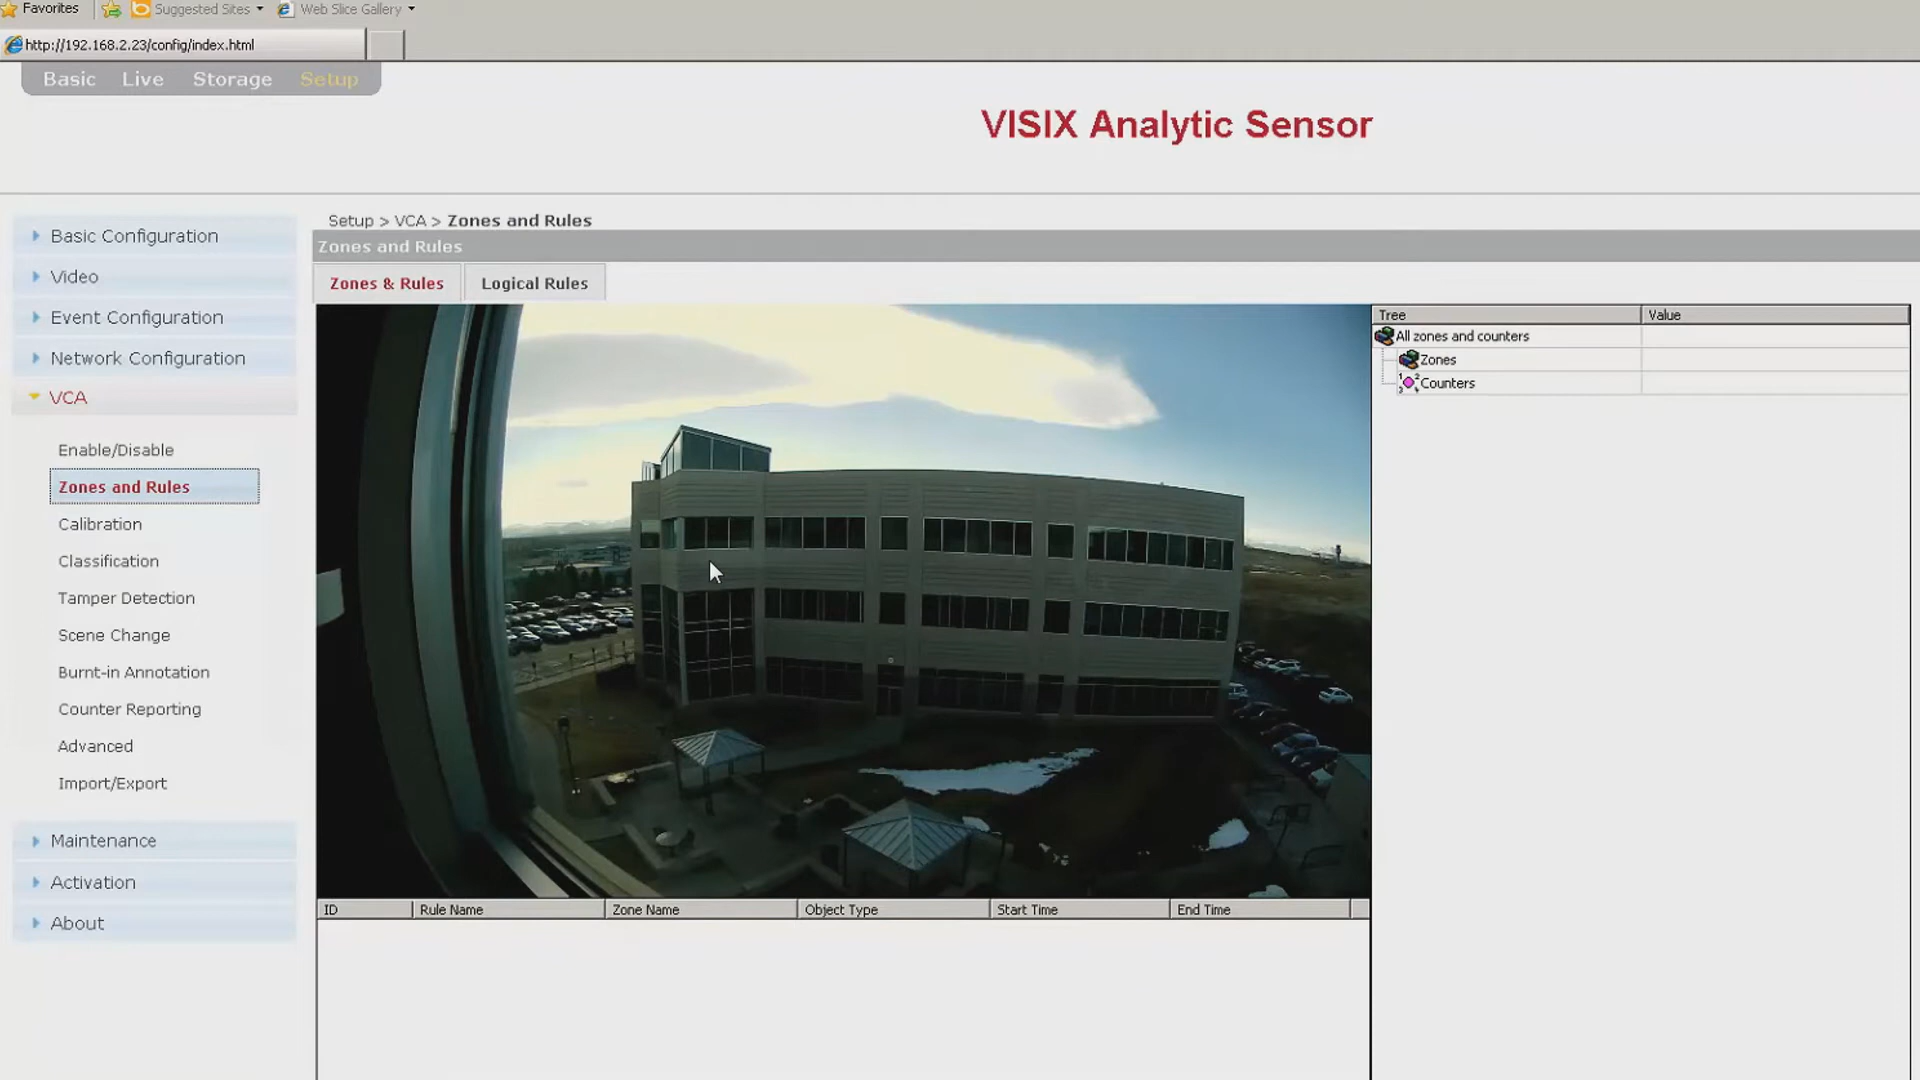 Favorites Suggested Sites Web Slice Gallery
http://192.168.2.23/config/index.html
Basic Live Storage Setup
VISIX Analytic Sensor
Setup > VCA > Zones and Rules
Zones and Rules
Zones & Rules Logical Rules
Basic Configuration
Video
Event Configuration
Network Configuration
VCA
Enable/Disable
Zones and Rules
Calibration
Classification
Tamper Detection
Scene Change
Burnt-in Annotation
Counter Reporting
Advanced
Import/Export
Maintenance
Activation
About
Tree Value
All zones and counters
Zones
Counters
ID Rule Name Zone Name Object Type Start Time End Time